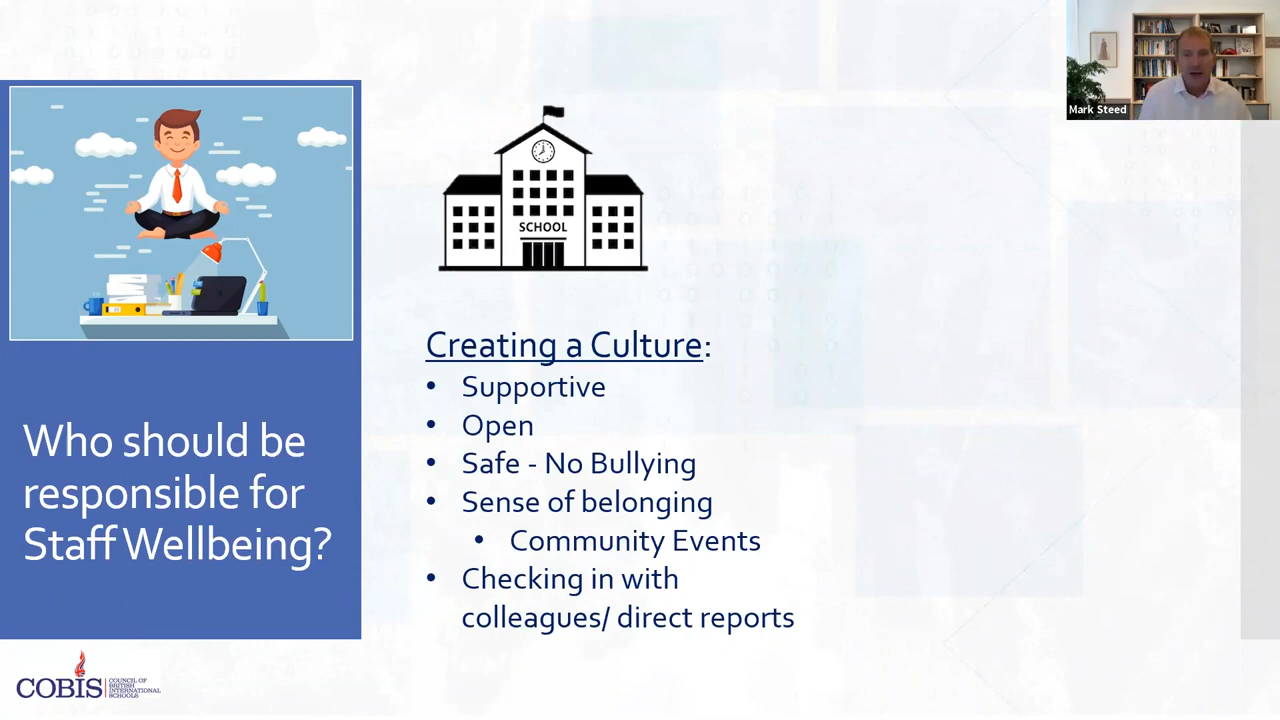 Mark Steed
SCHOOL
Who should be
responsible for
Staff Wellbeing?
Creating a Culture:
• Supportive
• Open
• Safe - No Bullying
• Sense of belonging
• Community Events
• Checking in with
colleagues/ direct reports
COBIS
COUNCIL OF
BRITISH
INTERNATIONAL
SCHOOLS